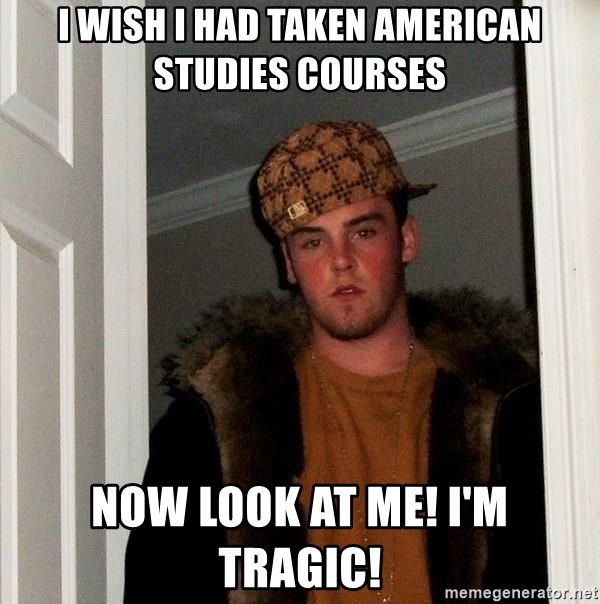 I WISH I HAD TAKEN AMERICAN
STUDIES COURSES
NOW LOOK AT ME! I'M
TRAGIC!
memegenerator.net